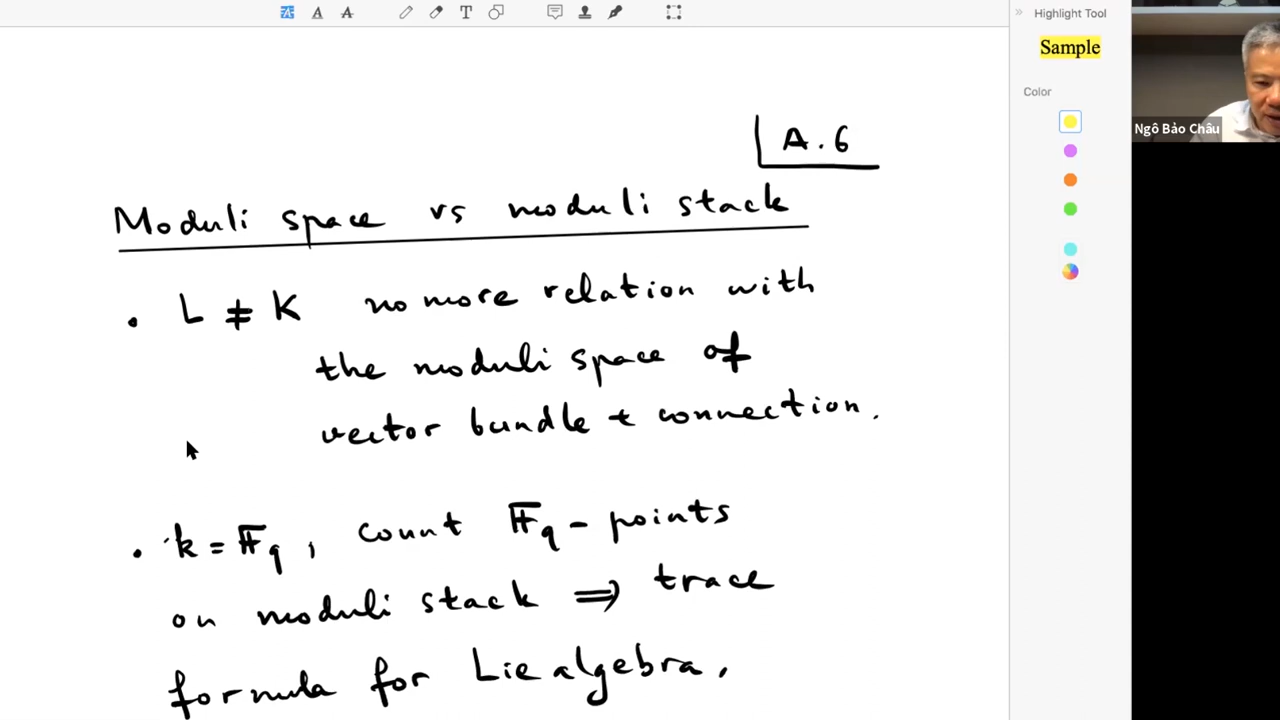 Highlight Tool
Sample
Color
Ngô Bảo Châu
A.6
Moduli space vs moduli stack
• L ≠ K no more relation with
the moduli space of
vector bundle + connection.
• k = 𝔽q, count 𝔽q - points
on moduli stack ⟹ trace
formula for Lie algebra.